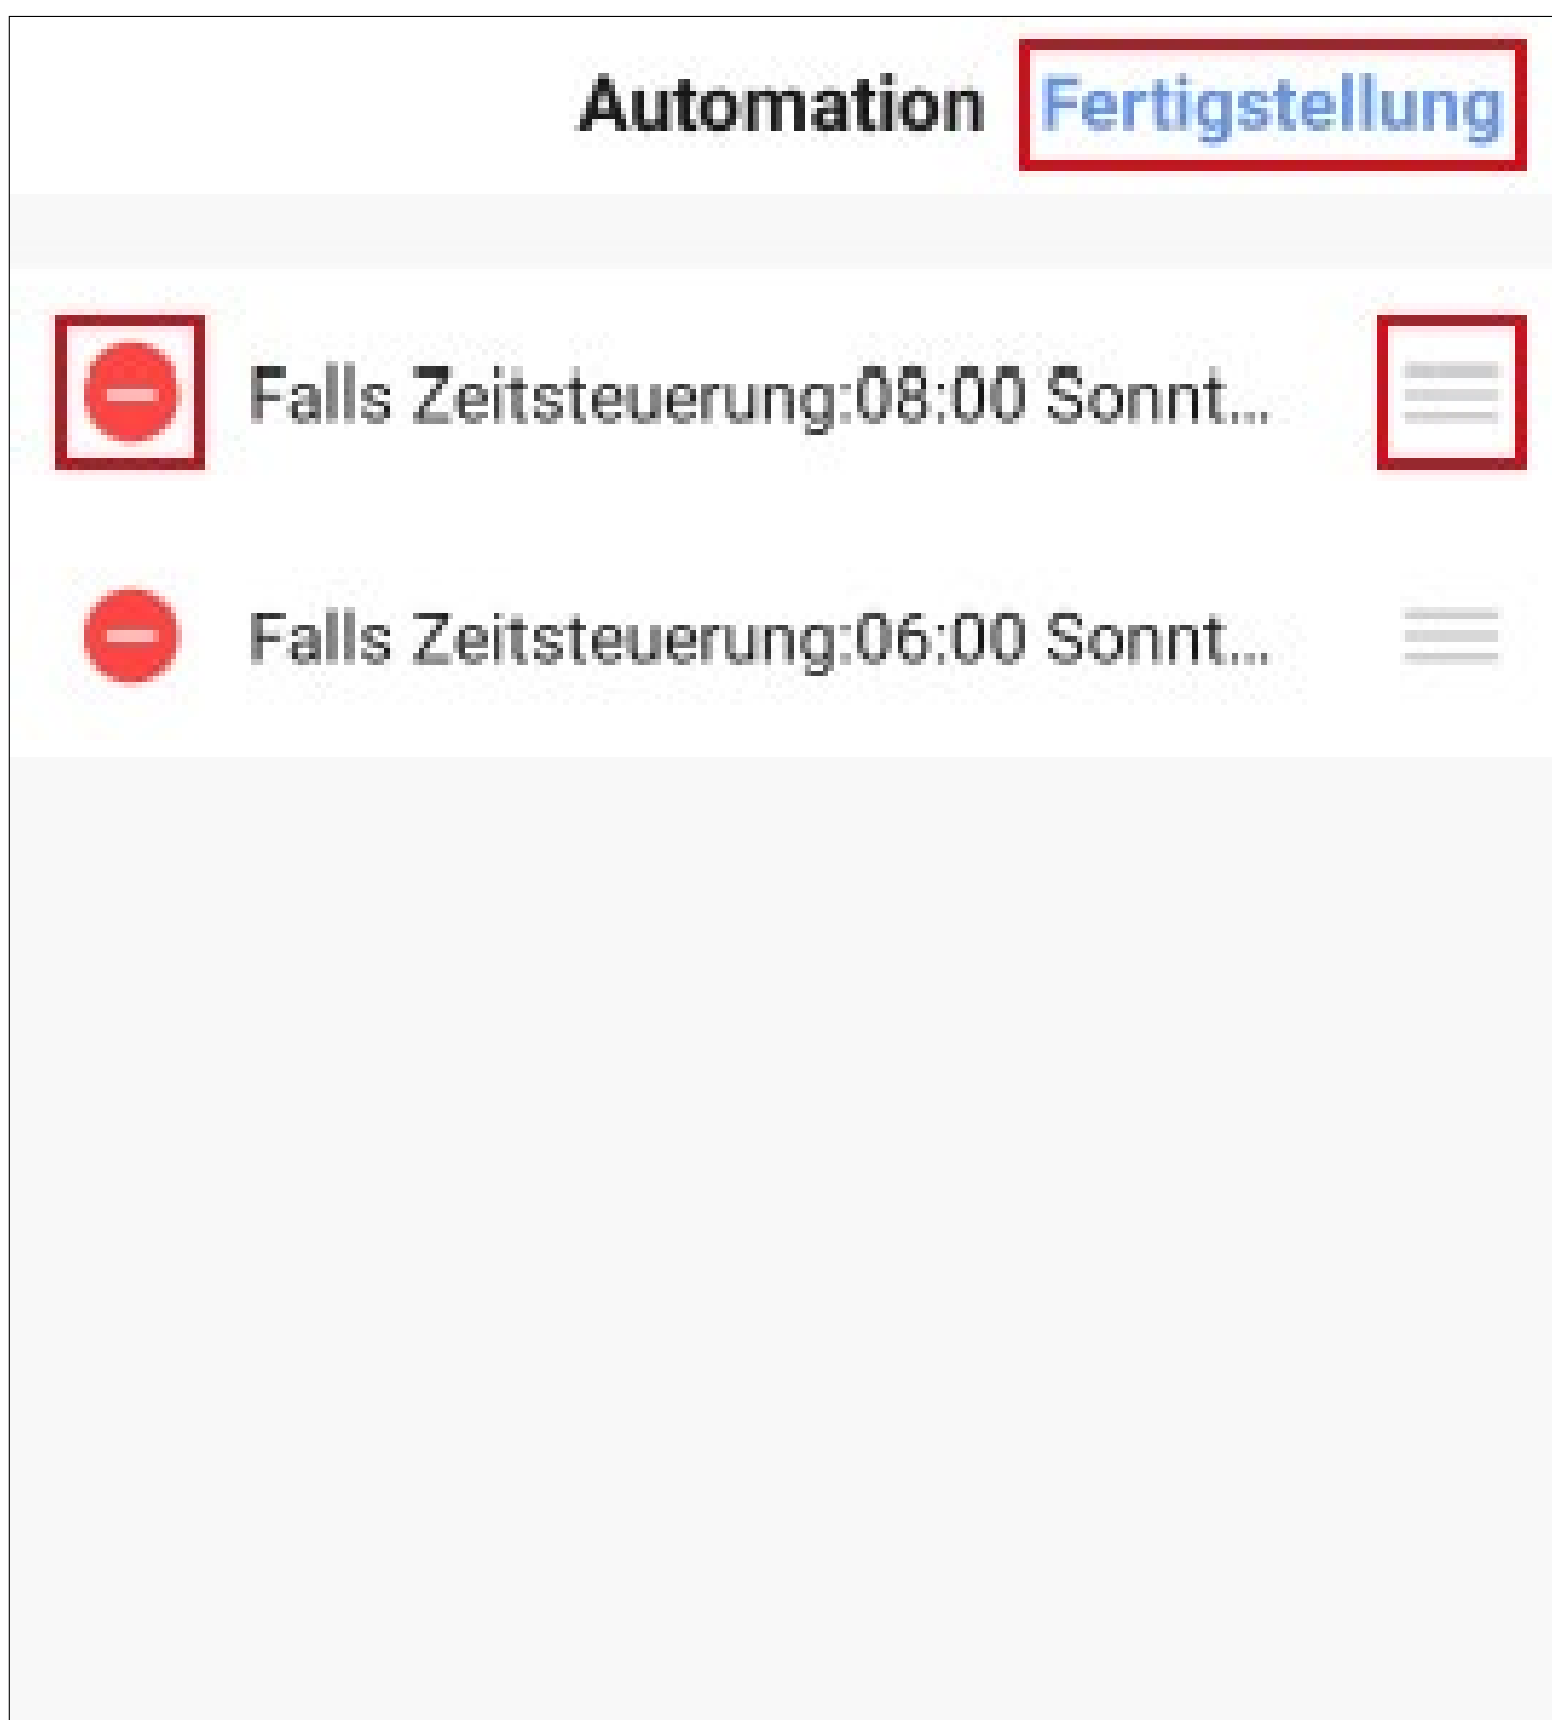 Automation Fertigstellung
Falls Zeitsteuerung:08:00 Sonnt...
Falls Zeitsteuerung:06:00 Sonnt...